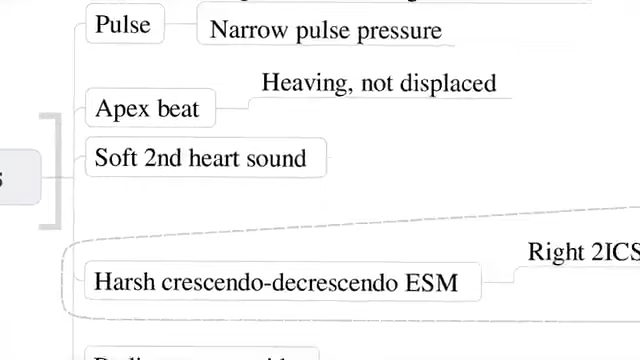 Pulse
Narrow pulse pressure
Heaving, not displaced
Apex beat
Soft 2nd heart sound
Right 2ICS
Harsh crescendo-decrescendo ESM